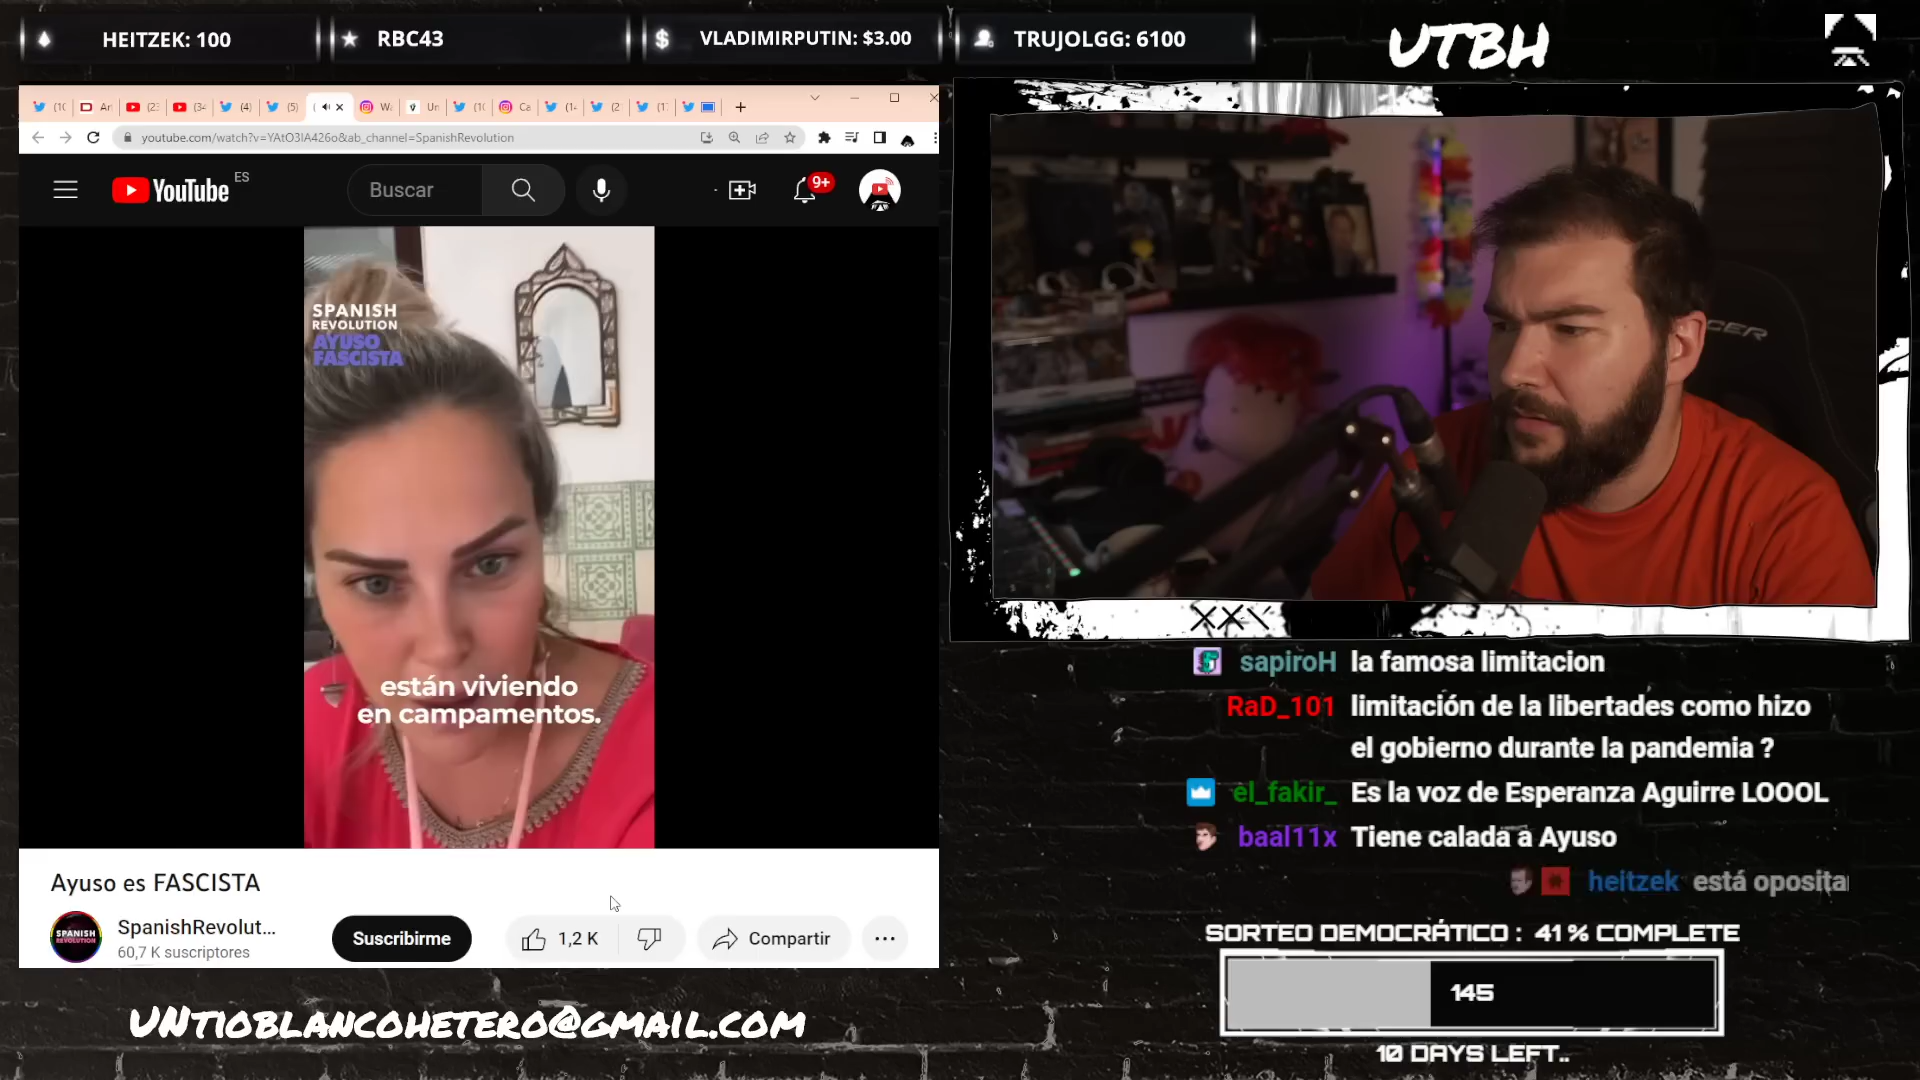 HEITZEK: 100
RBC43
VLADIMIRPUTIN: $3.00
TRUJOLGG: 6100
UTBH
youtube.com/watch?v=YAtO3lA426o&ab_channel=SpanishRevolution
YouTube ES
Buscar
9+
SPANISH
REVOLUTION
AYUSO
FASCISTA
están viviendo
en campamentos.
Ayuso es FASCISTA
SPANISH
REVOLUTION
SpanishRevolut...
60,7 K suscriptores
Suscribirme
1,2 K
Compartir
UNTIOBLANCOHETERO@GMAIL.COM
sapiroH la famosa limitacion
RaD_101 limitación de la libertades como hizo
el gobierno durante la pandemia ?
el_fakir_ Es la voz de Esperanza Aguirre LOOOL
baal11x Tiene calada a Ayuso
heitzek está oposita
SORTEO DEMOCRÁTICO : 41% COMPLETE
145
10 DAYS LEFT..